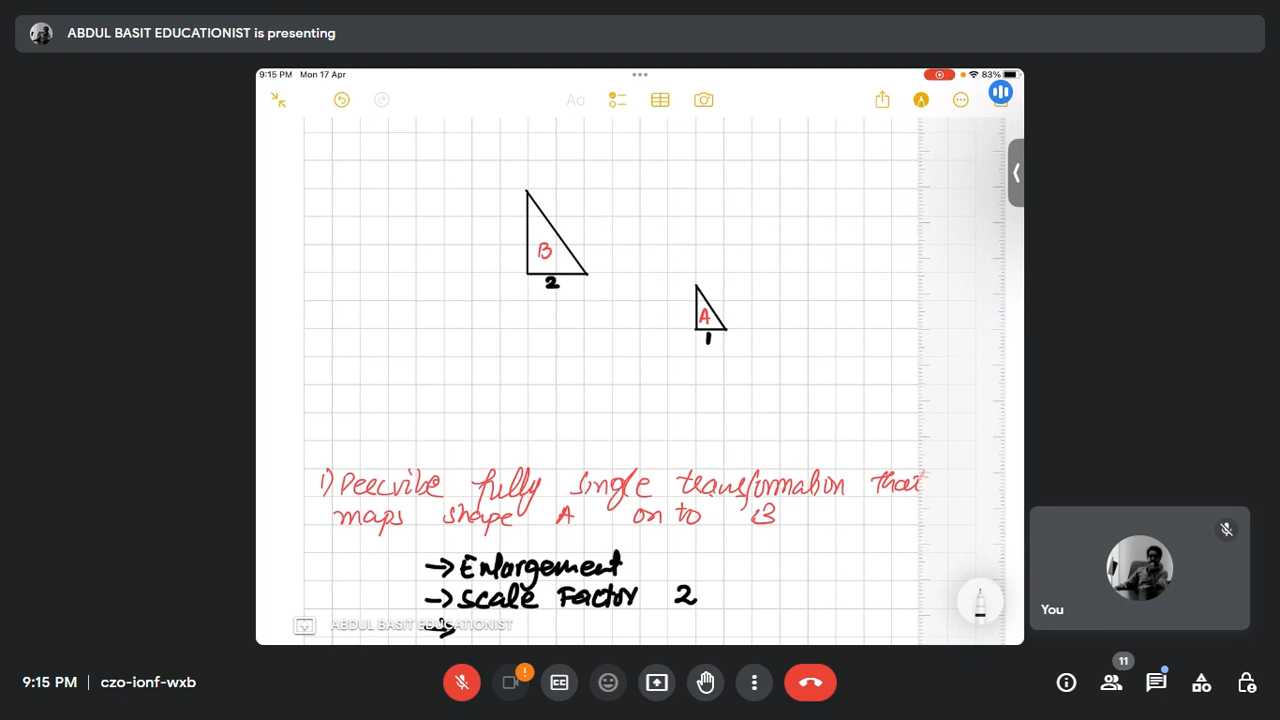 ABDUL BASIT EDUCATIONIST is presenting
9:15 PM Mon 17 Apr
83%
Aa
B
2
A
1
1) Describe fully single transformation that
maps shape A on to B
→ Enlargement
→ Scale Factor 2
→
ABDUL BASIT EDUCATIONIST
You
9:15 PM | czo-ionf-wxb
11